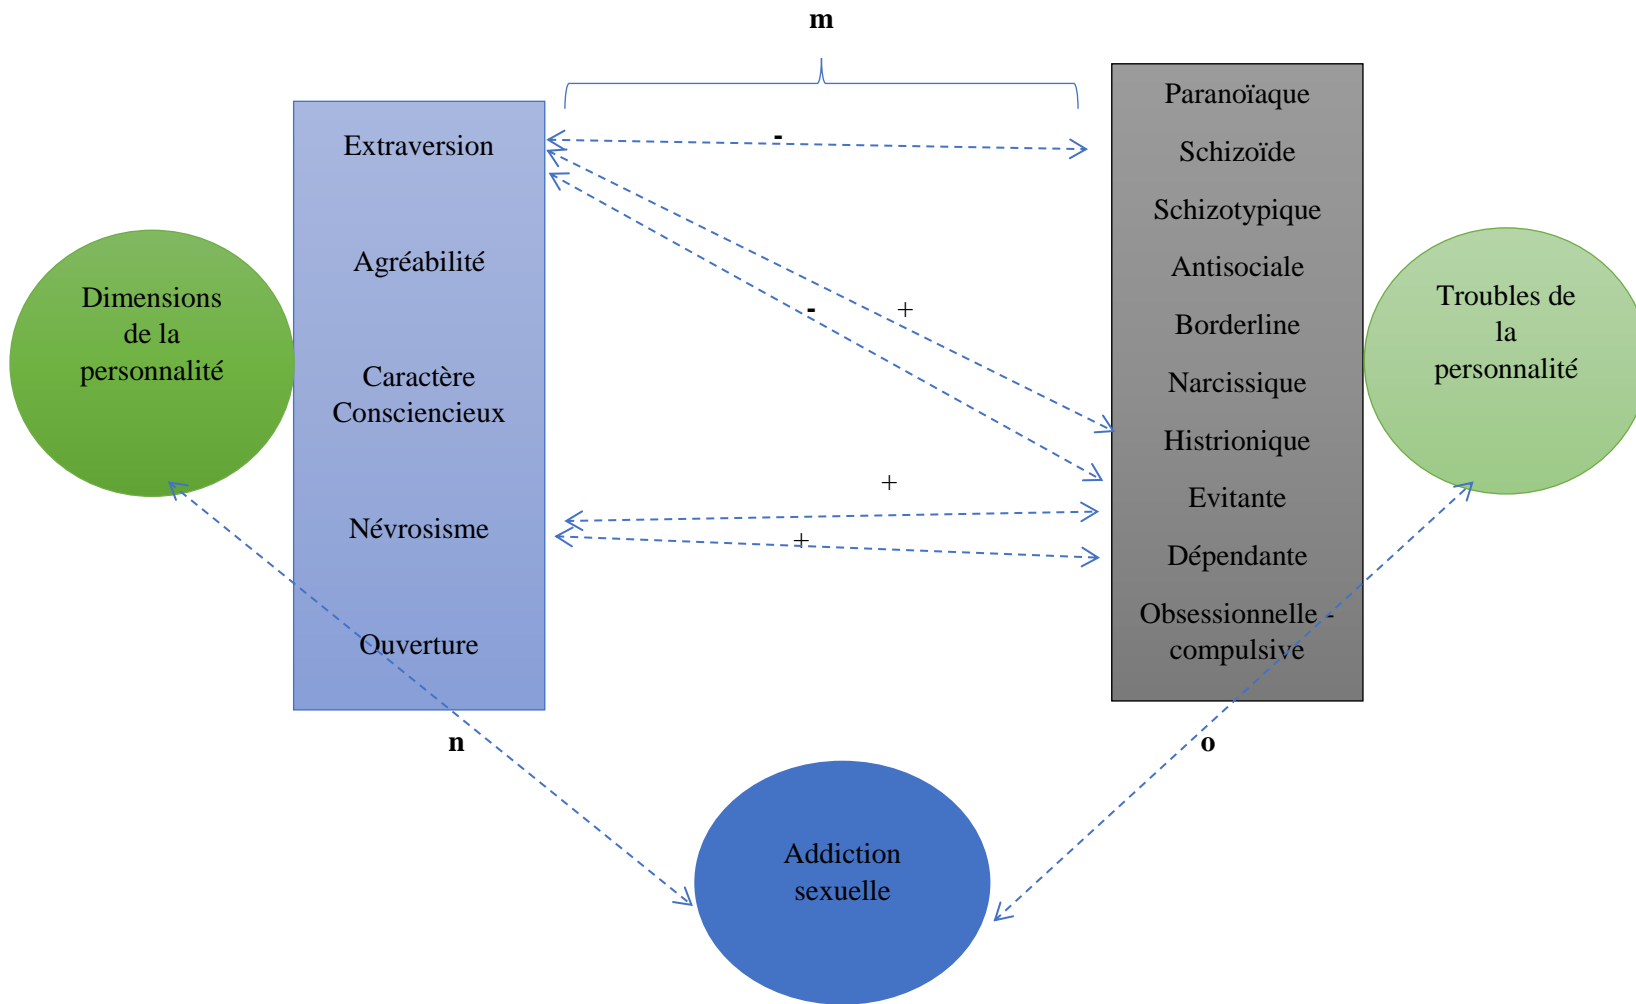 m
Extraversion
Agréabilité
Caractère
Consciencieux
Névrosisme
Ouverture
Dimensions
de la
personnalité
-
-
+
+
+
Paranoïaque
Schizoïde
Schizotypique
Antisociale
Borderline
Narcissique
Histrionique
Evitante
Dépendante
Obsessionnelle -
compulsive
Troubles de
la
personnalité
n
o
Addiction
sexuelle